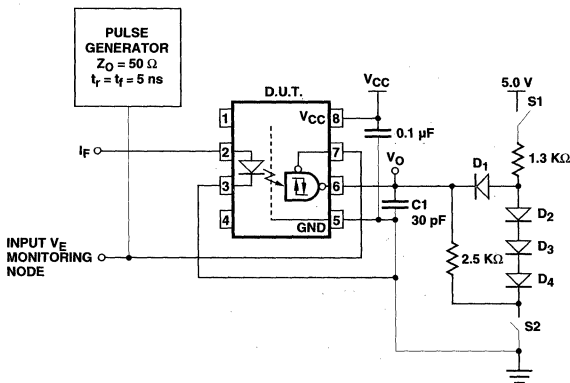 PULSE
GENERATOR
Z_O = 50 Ω
t_r = t_f = 5 ns
D.U.T.
V_CC
5.0 V
S1
1
V_CC
8
0.1 µF
I_F
2
7
V_O
D_1
1.3 KΩ
3
6
C1
30 pF
D_2
4
GND
5
D_3
INPUT V_E
MONITORING
NODE
2.5 KΩ
D_4
S2